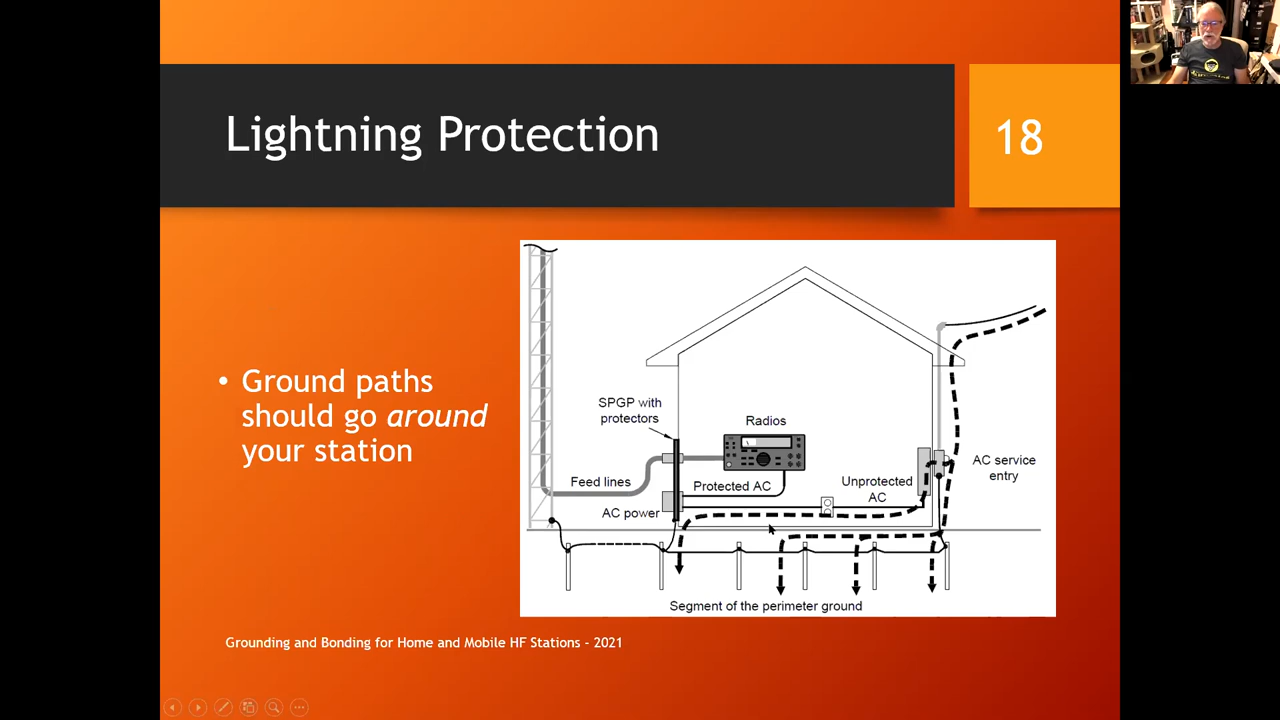 Lightning Protection
18
• Ground paths
should go around
your station
SPGP with
protectors
Radios
Feed lines
Protected AC
Unprotected
AC
AC service
entry
AC power
Segment of the perimeter ground
Grounding and Bonding for Home and Mobile HF Stations - 2021